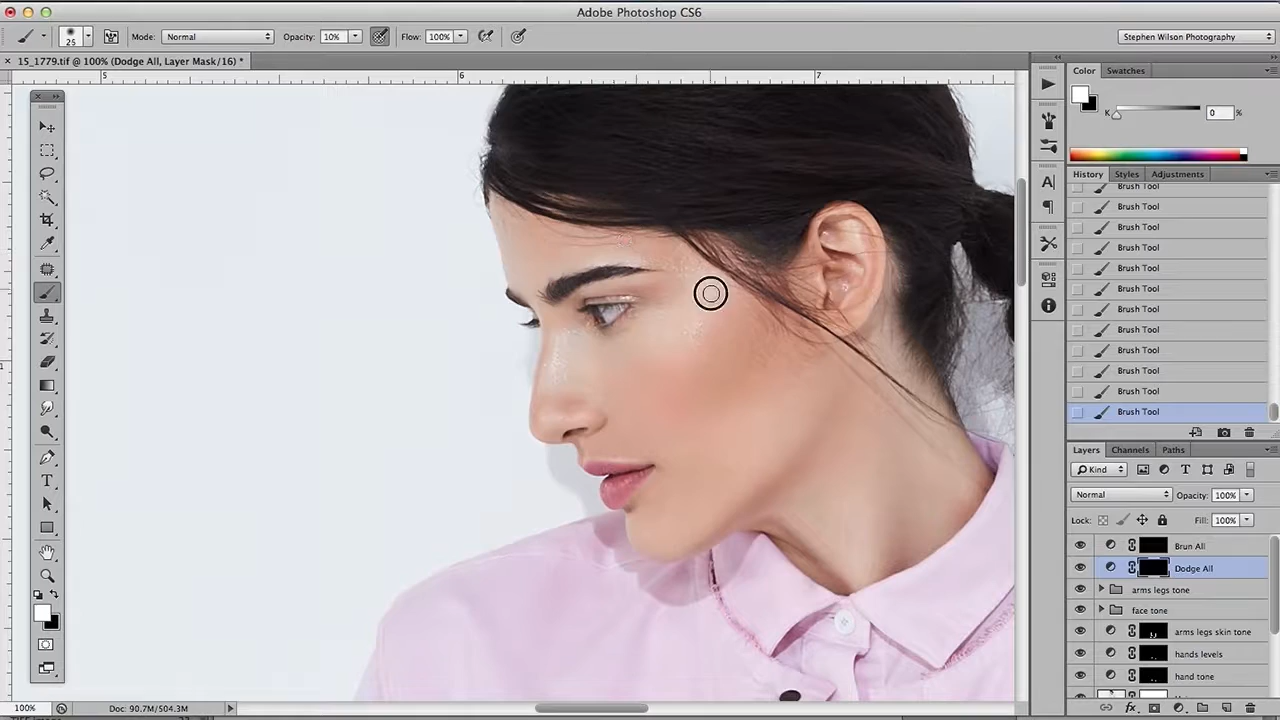 Adobe Photoshop CS6
25
Mode: Normal
Opacity: 10%
Flow: 100%
Stephen Wilson Photography
15_1779.tif @ 100% (Dodge All, Layer Mask/16) *
5
6
7
Color
Swatches
K
0
%
History
Styles
Adjustments
Brush Tool
Brush Tool
Brush Tool
Brush Tool
Brush Tool
Brush Tool
Brush Tool
Brush Tool
Brush Tool
Brush Tool
Brush Tool
Brush Tool
Layers
Channels
Paths
Kind
Normal
Opacity: 100%
Lock:
Fill: 100%
Brun All
Dodge All
arms legs tone
face tone
arms legs skin tone
hands levels
hand tone
100%
Doc: 90.7M/504.3M